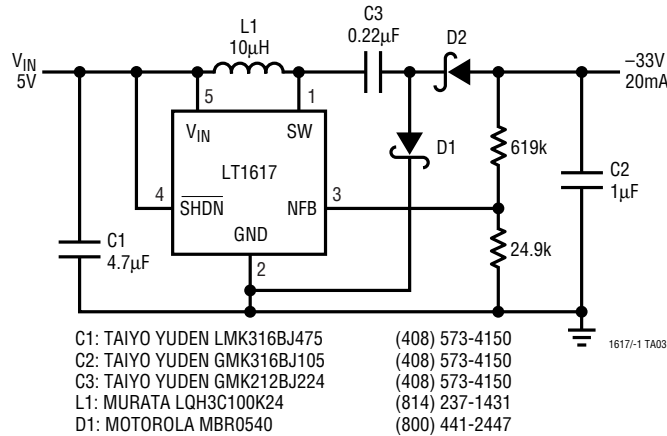 L1
10µH
C3
0.22µF
D2
VIN
5V
–33V
20mA
5
1
VIN
SW
D1
619k
LT1617
C2
1µF
4
3
SHDN
NFB
GND
C1
4.7µF
2
24.9k
C1: TAIYO YUDEN LMK316BJ475 (408) 573-4150
C2: TAIYO YUDEN GMK316BJ105 (408) 573-4150
C3: TAIYO YUDEN GMK212BJ224 (408) 573-4150
L1: MURATA LQH3C100K24 (814) 237-1431
D1: MOTOROLA MBR0540 (800) 441-2447
1617/-1 TA03